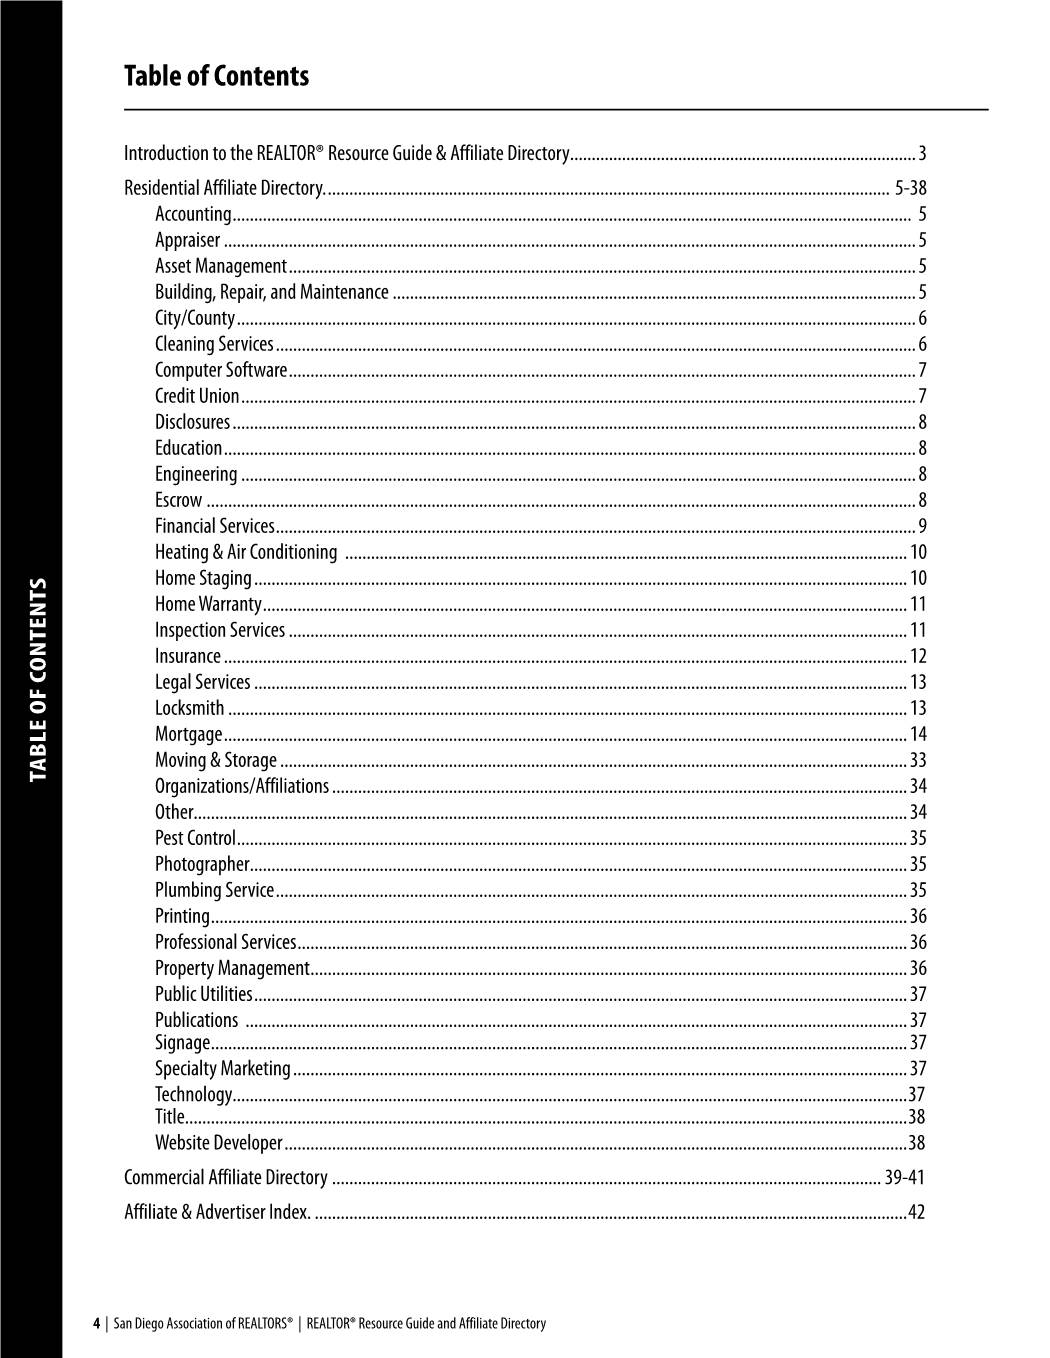 Table of Contents
Introduction to the REALTOR® Resource Guide & Affiliate Directory................................................................................ 3
Residential Affiliate Directory.................................................................................................................................. 5-38
Accounting............................................................................................................................................................. 5
Appraiser ................................................................................................................................................................ 5
Asset Management................................................................................................................................................. 5
Building, Repair, and Maintenance ......................................................................................................................... 5
City/County............................................................................................................................................................. 6
Cleaning Services.................................................................................................................................................... 6
Computer Software................................................................................................................................................. 7
Credit Union............................................................................................................................................................ 7
Disclosures.............................................................................................................................................................. 8
Education................................................................................................................................................................ 8
Engineering ............................................................................................................................................................ 8
Escrow .................................................................................................................................................................... 8
Financial Services.................................................................................................................................................... 9
Heating & Air Conditioning .................................................................................................................................. 10
Home Staging....................................................................................................................................................... 10
Home Warranty..................................................................................................................................................... 11
Inspection Services ............................................................................................................................................... 11
Insurance .............................................................................................................................................................. 12
Legal Services ....................................................................................................................................................... 13
Locksmith ............................................................................................................................................................. 13
Mortgage.............................................................................................................................................................. 14
Moving & Storage ................................................................................................................................................. 33
Organizations/Affiliations ..................................................................................................................................... 34
Other..................................................................................................................................................................... 34
Pest Control........................................................................................................................................................... 35
Photographer........................................................................................................................................................ 35
Plumbing Service.................................................................................................................................................. 35
Printing................................................................................................................................................................. 36
Professional Services............................................................................................................................................. 36
Property Management.......................................................................................................................................... 36
Public Utilities....................................................................................................................................................... 37
Publications ......................................................................................................................................................... 37
Signage................................................................................................................................................................. 37
Specialty Marketing.............................................................................................................................................. 37
Technology............................................................................................................................................................37
Title.......................................................................................................................................................................38
Website Developer................................................................................................................................................38
Commercial Affiliate Directory ............................................................................................................................... 39-41
Affiliate & Advertiser Index. .........................................................................................................................................42
TABLE OF CONTENTS
4 | San Diego Association of REALTORS® | REALTOR® Resource Guide and Affiliate Directory